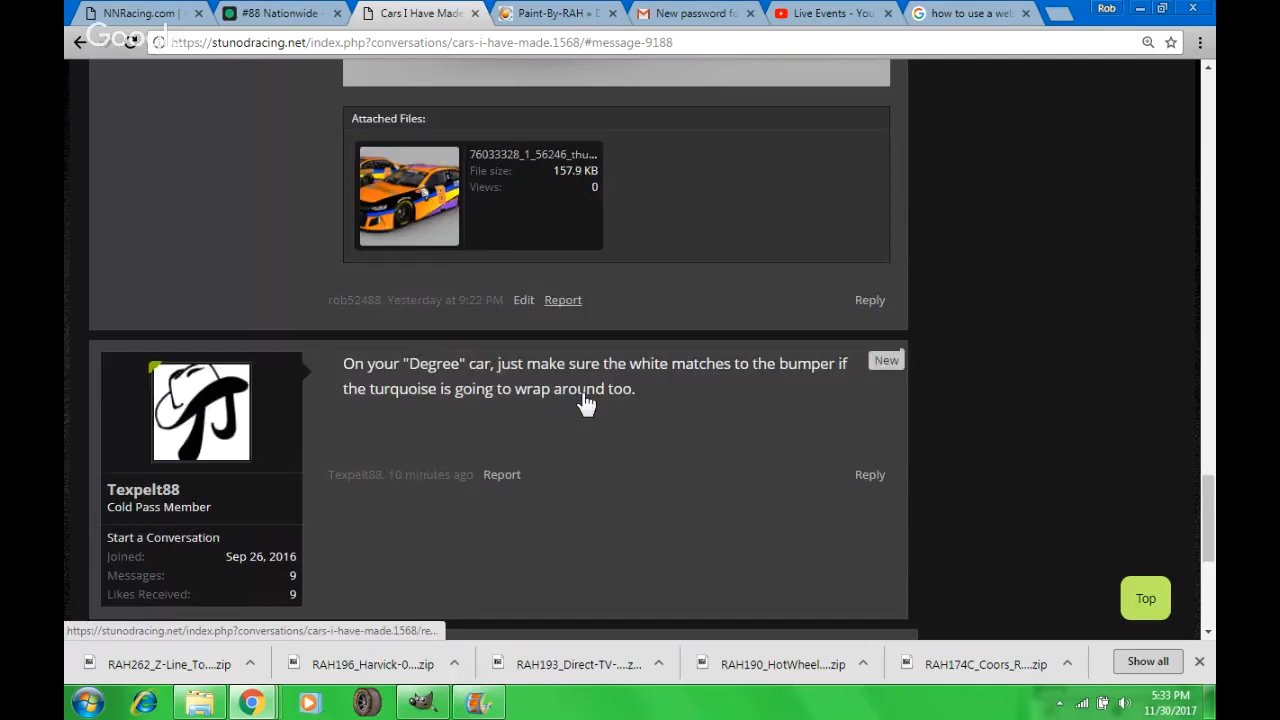 NNRacing.com |
#88 Nationwide
Cars I Have Made
Paint-By-RAH » D
New password fo
Live Events - You
how to use a web
Rob
https://stunodracing.net/index.php?conversations/cars-i-have-made.1568/#message-9188
Attached Files:
76033328_1_56246_thu...
File size: 157.9 KB
Views: 0
rob52488, Yesterday at 9:22 PM Edit Report Reply
On your "Degree" car, just make sure the white matches to the bumper if
the turquoise is going to wrap around too.
New
Texpelt88, 10 minutes ago Report Reply
Texpelt88
Cold Pass Member
Start a Conversation
Joined: Sep 26, 2016
Messages: 9
Likes Received: 9
Top
https://stunodracing.net/index.php?conversations/cars-i-have-made.1568/re...
RAH262_Z-Line_To....zip
RAH196_Harvick-0....zip
RAH193_Direct-TV-....zip
RAH190_HotWheel....zip
RAH174C_Coors_R....zip
Show all
5:33 PM
11/30/2017